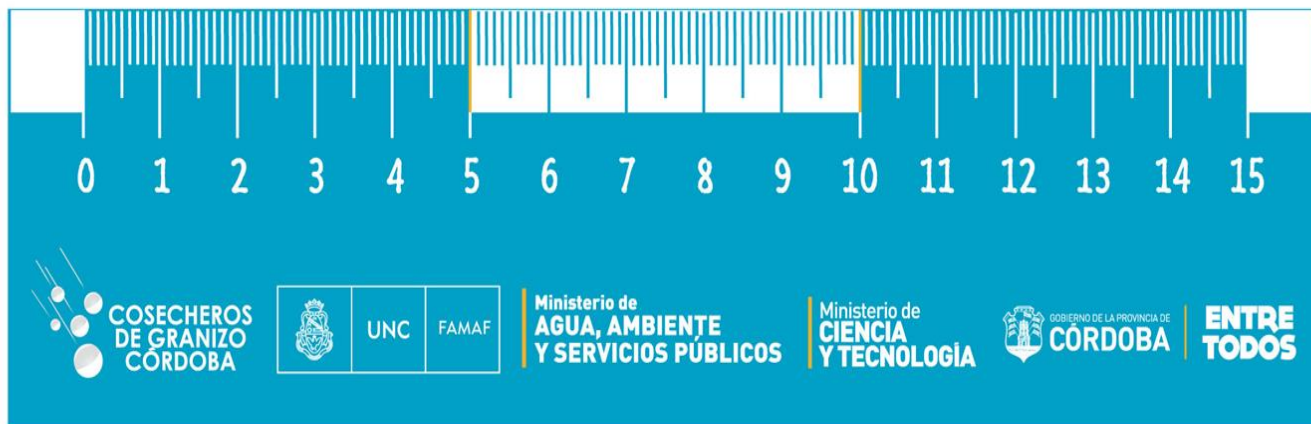 0 1 2 3 4 5 6 7 8 9 10 11 12 13 14 15
COSECHEROS
DE GRANIZO
CÓRDOBA
UNC
FAMAF
Ministerio de
AGUA, AMBIENTE
Y SERVICIOS PÚBLICOS
Ministerio de
CIENCIA
Y TECNOLOGÍA
GOBIERNO DE LA PROVINCIA DE
CÓRDOBA
ENTRE
TODOS